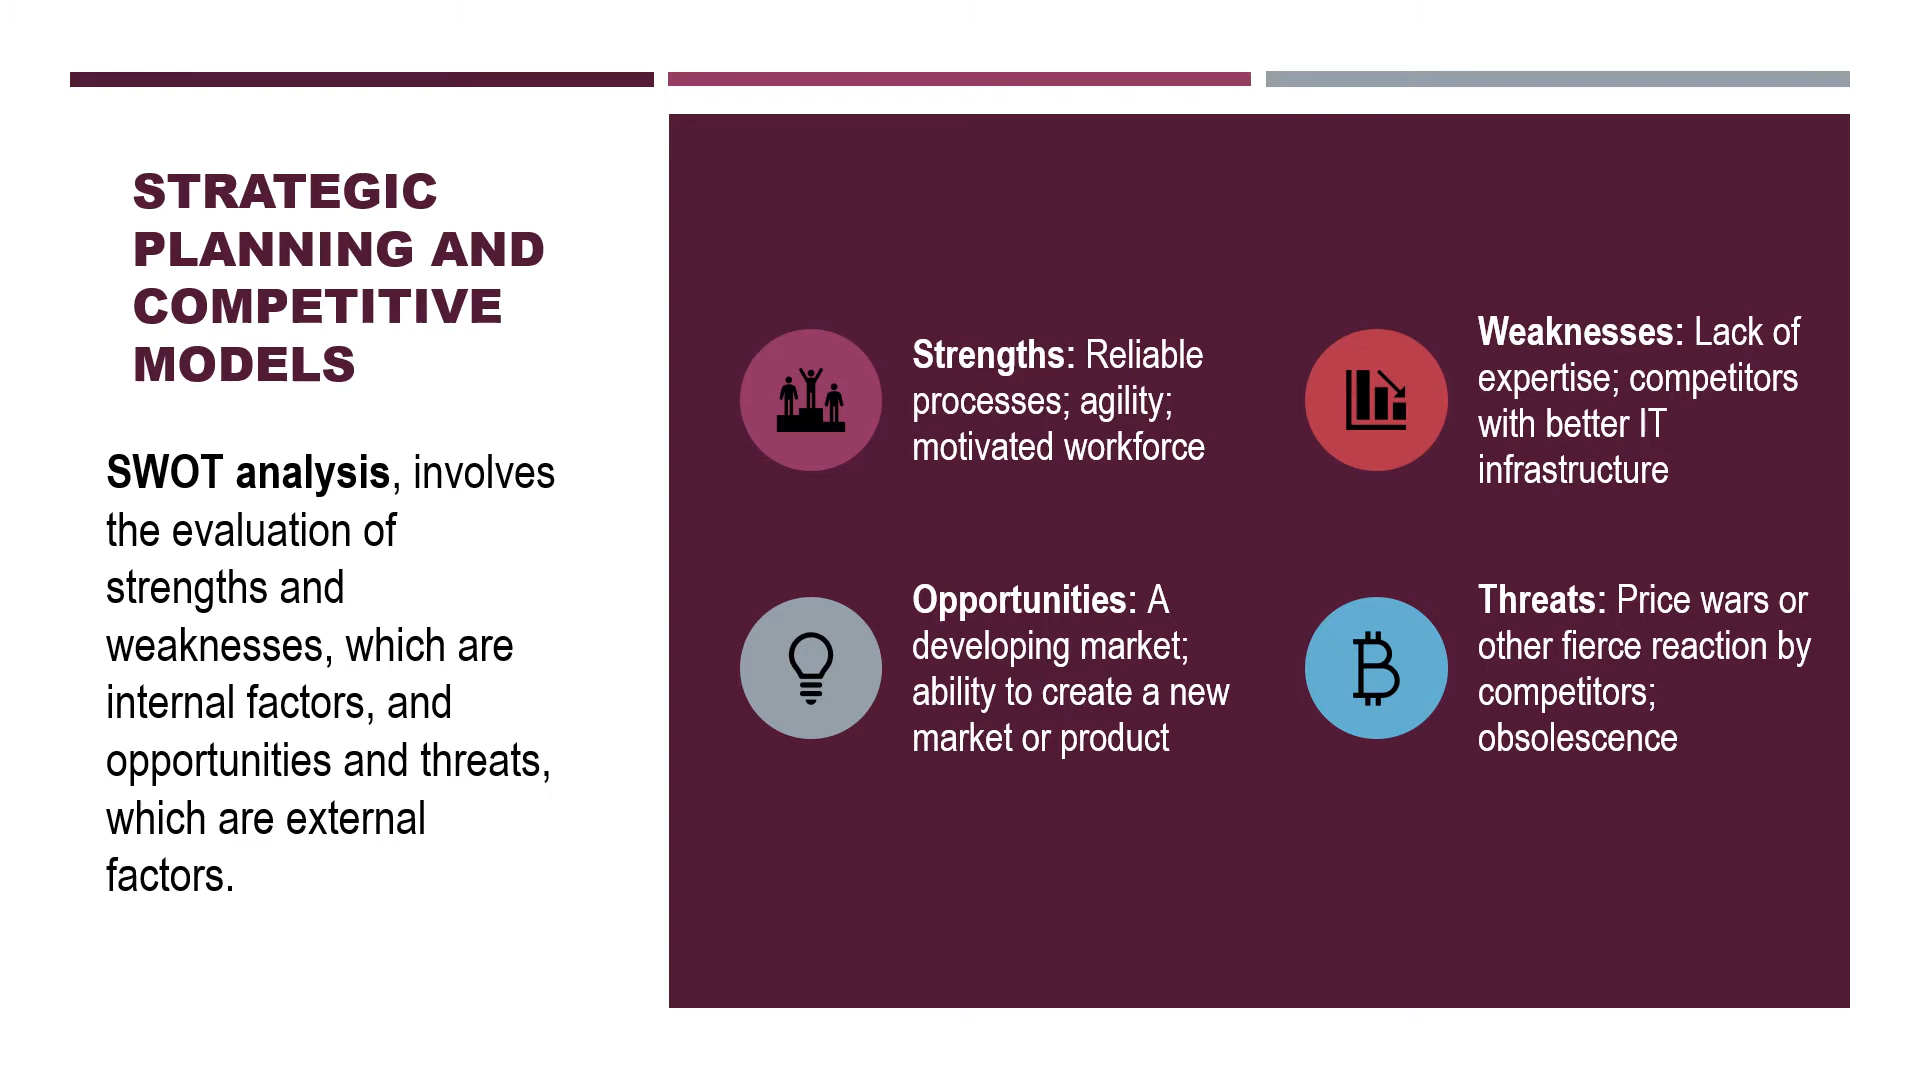 STRATEGIC
PLANNING AND
COMPETITIVE
MODELS
SWOT analysis, involves
the evaluation of
strengths and
weaknesses, which are
internal factors, and
opportunities and threats,
which are external
factors.
Strengths: Reliable
processes; agility;
motivated workforce
Weaknesses: Lack of
expertise; competitors
with better IT
infrastructure
Opportunities: A
developing market;
ability to create a new
market or product
Threats: Price wars or
other fierce reaction by
competitors;
obsolescence